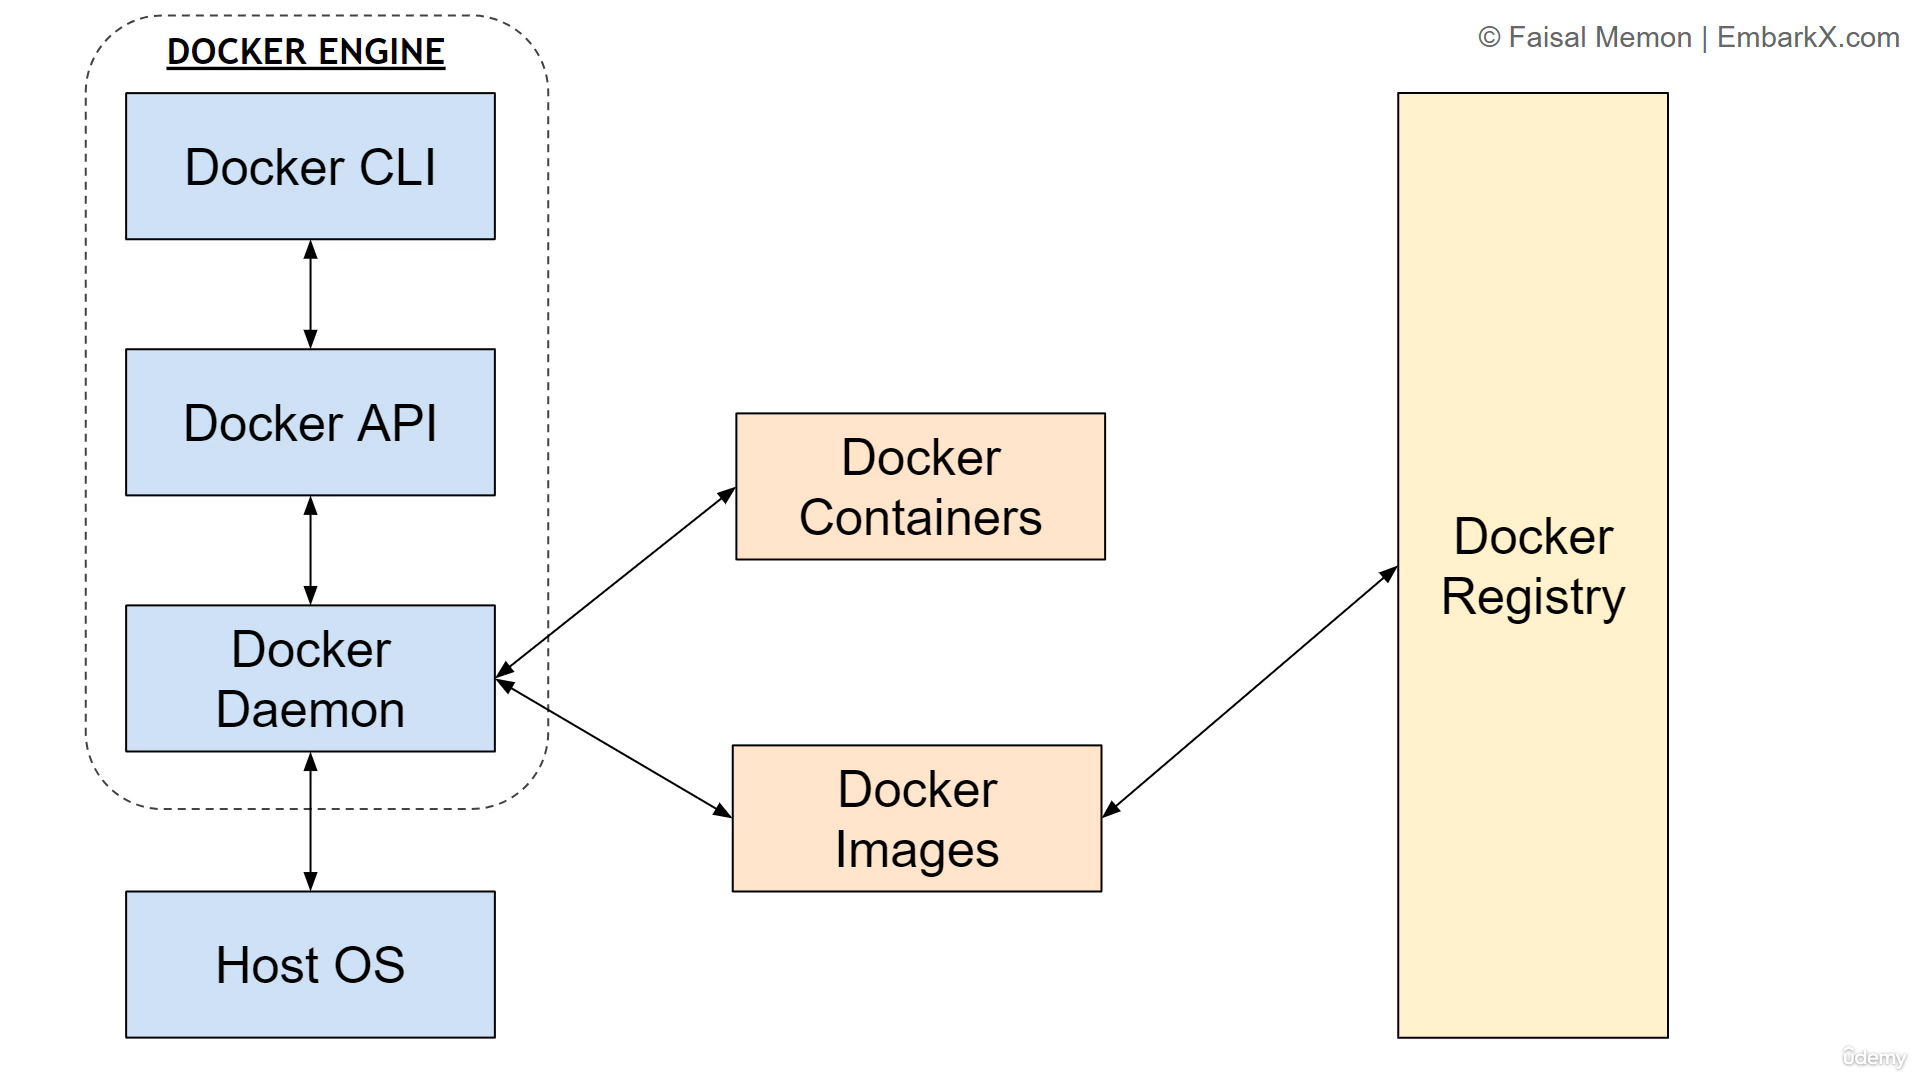 DOCKER ENGINE
© Faisal Memon | EmbarkX.com
Docker CLI
Docker API
Docker
Daemon
Host OS
Docker
Containers
Docker
Images
Docker
Registry
ûdemy